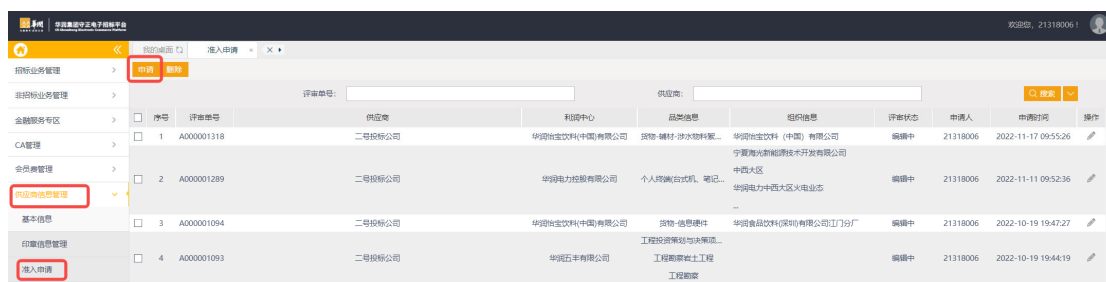 华润 华润集团守正电子招标平台
欢迎您，21318006！
我的桌面 准入申请 ×
招标业务管理
申请 删除
非招标业务管理
评审单号： 供应商： 搜索
金融服务专区
序号 评审单号 供应商 利润中心 品类信息 组织信息 评审状态 申请人 申请时间 操作
CA管理
1 A000001318 二号投标公司 华润怡宝饮料(中国)有限公司 货物-辅材-涉水物料絮... 华润怡宝饮料（中国）有限公司 编辑中 21318006 2022-11-17 09:55:26
会员费管理
2 A000001289 二号投标公司 华润电力控股有限公司 个人终端(台式机、笔记... 宁夏海光新能源技术开发有限公司
中西大区
华润电力中西大区火电业态
...
编辑中 21318006 2022-11-11 09:52:36
供应商信息管理
基本信息
3 A000001094 二号投标公司 华润怡宝饮料(中国)有限公司 货物-信息硬件 华润食品饮料(深圳)有限公司江门分厂 编辑中 21318006 2022-10-19 19:47:27
印章信息管理
4 A000001093 二号投标公司 华润五丰有限公司 工程投资策划与决策项...
工程勘察岩土工程
工程勘察
编辑中 21318006 2022-10-19 19:44:19
准入申请